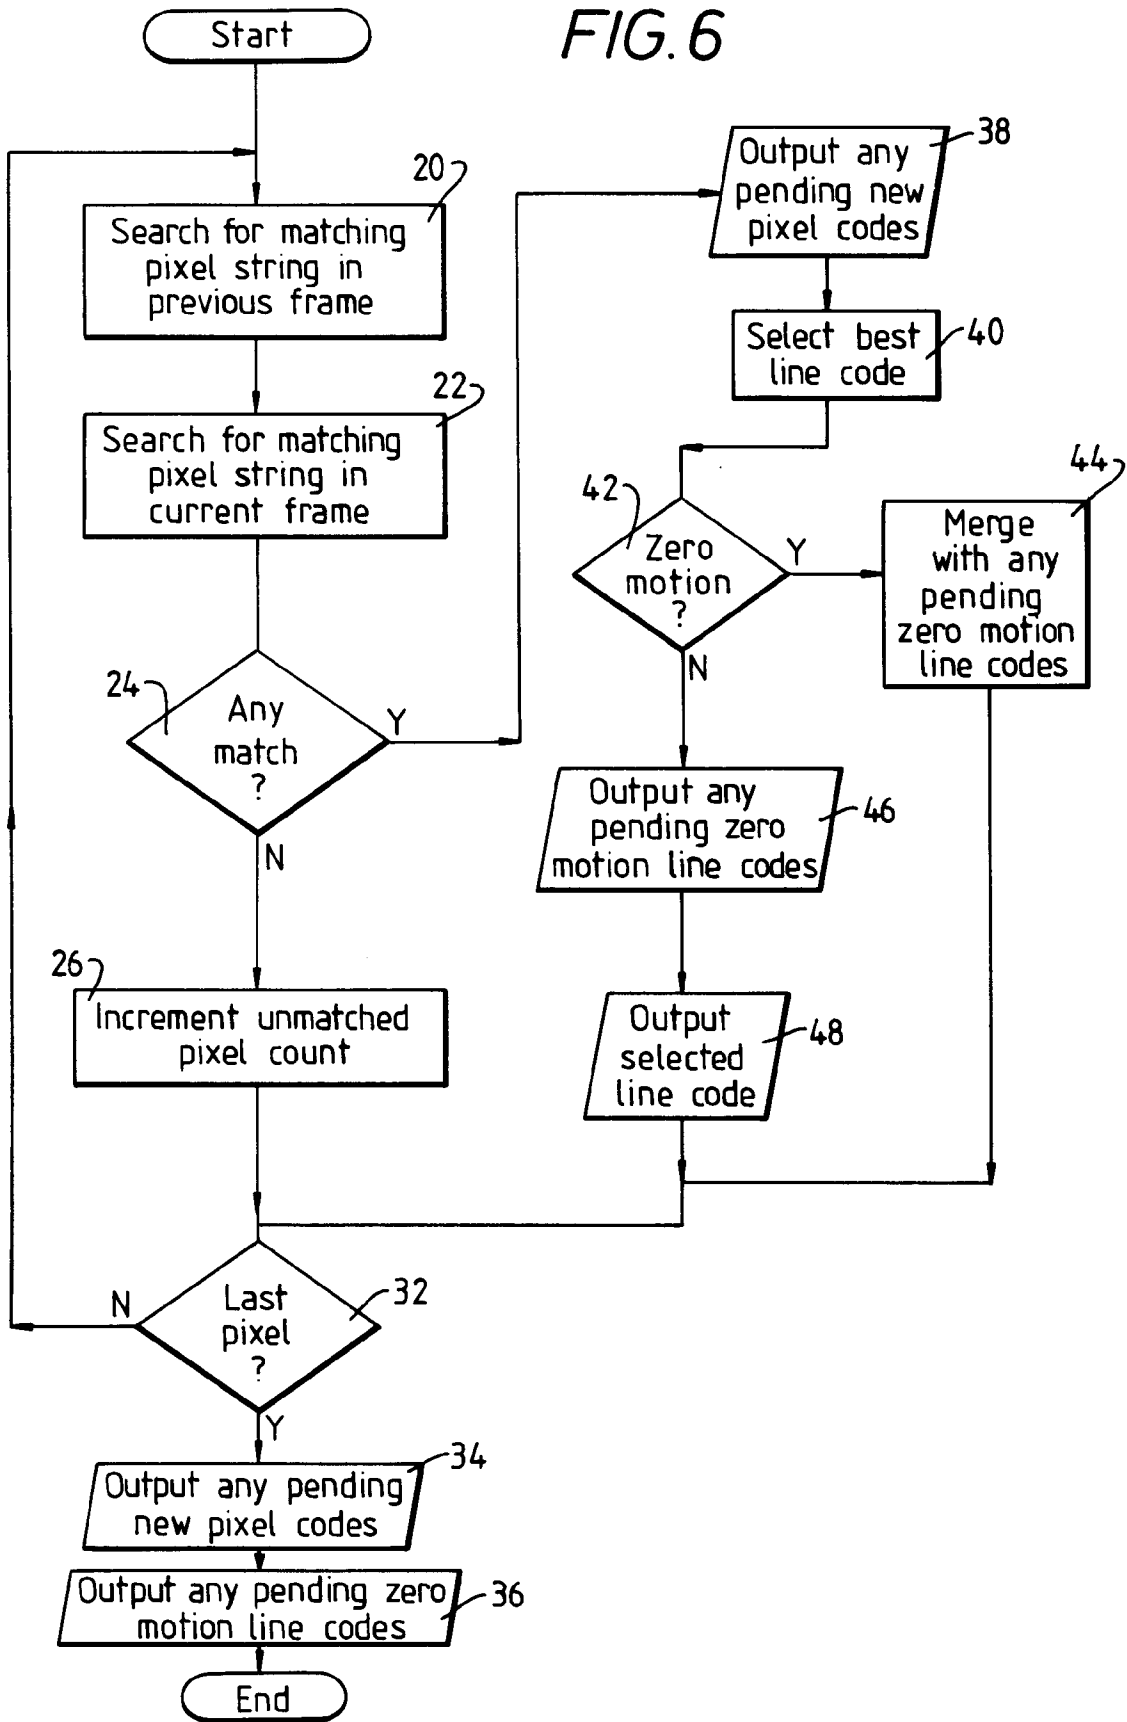 FIG. 6
Start
20
Search for matching
pixel string in
previous frame
22
Search for matching
pixel string in
current frame
24
Any
match
?
Y
N
26
Increment unmatched
pixel count
Last
pixel
?
32
N
Y
Output any pending
new pixel codes
34
Output any pending zero
motion line codes
36
End
Output any
pending new
pixel codes
38
Select best
line code
40
42
Zero
motion
?
Y
N
44
Merge
with any
pending
zero motion
line codes
Output any
pending zero
motion line codes
46
Output
selected
line code
48